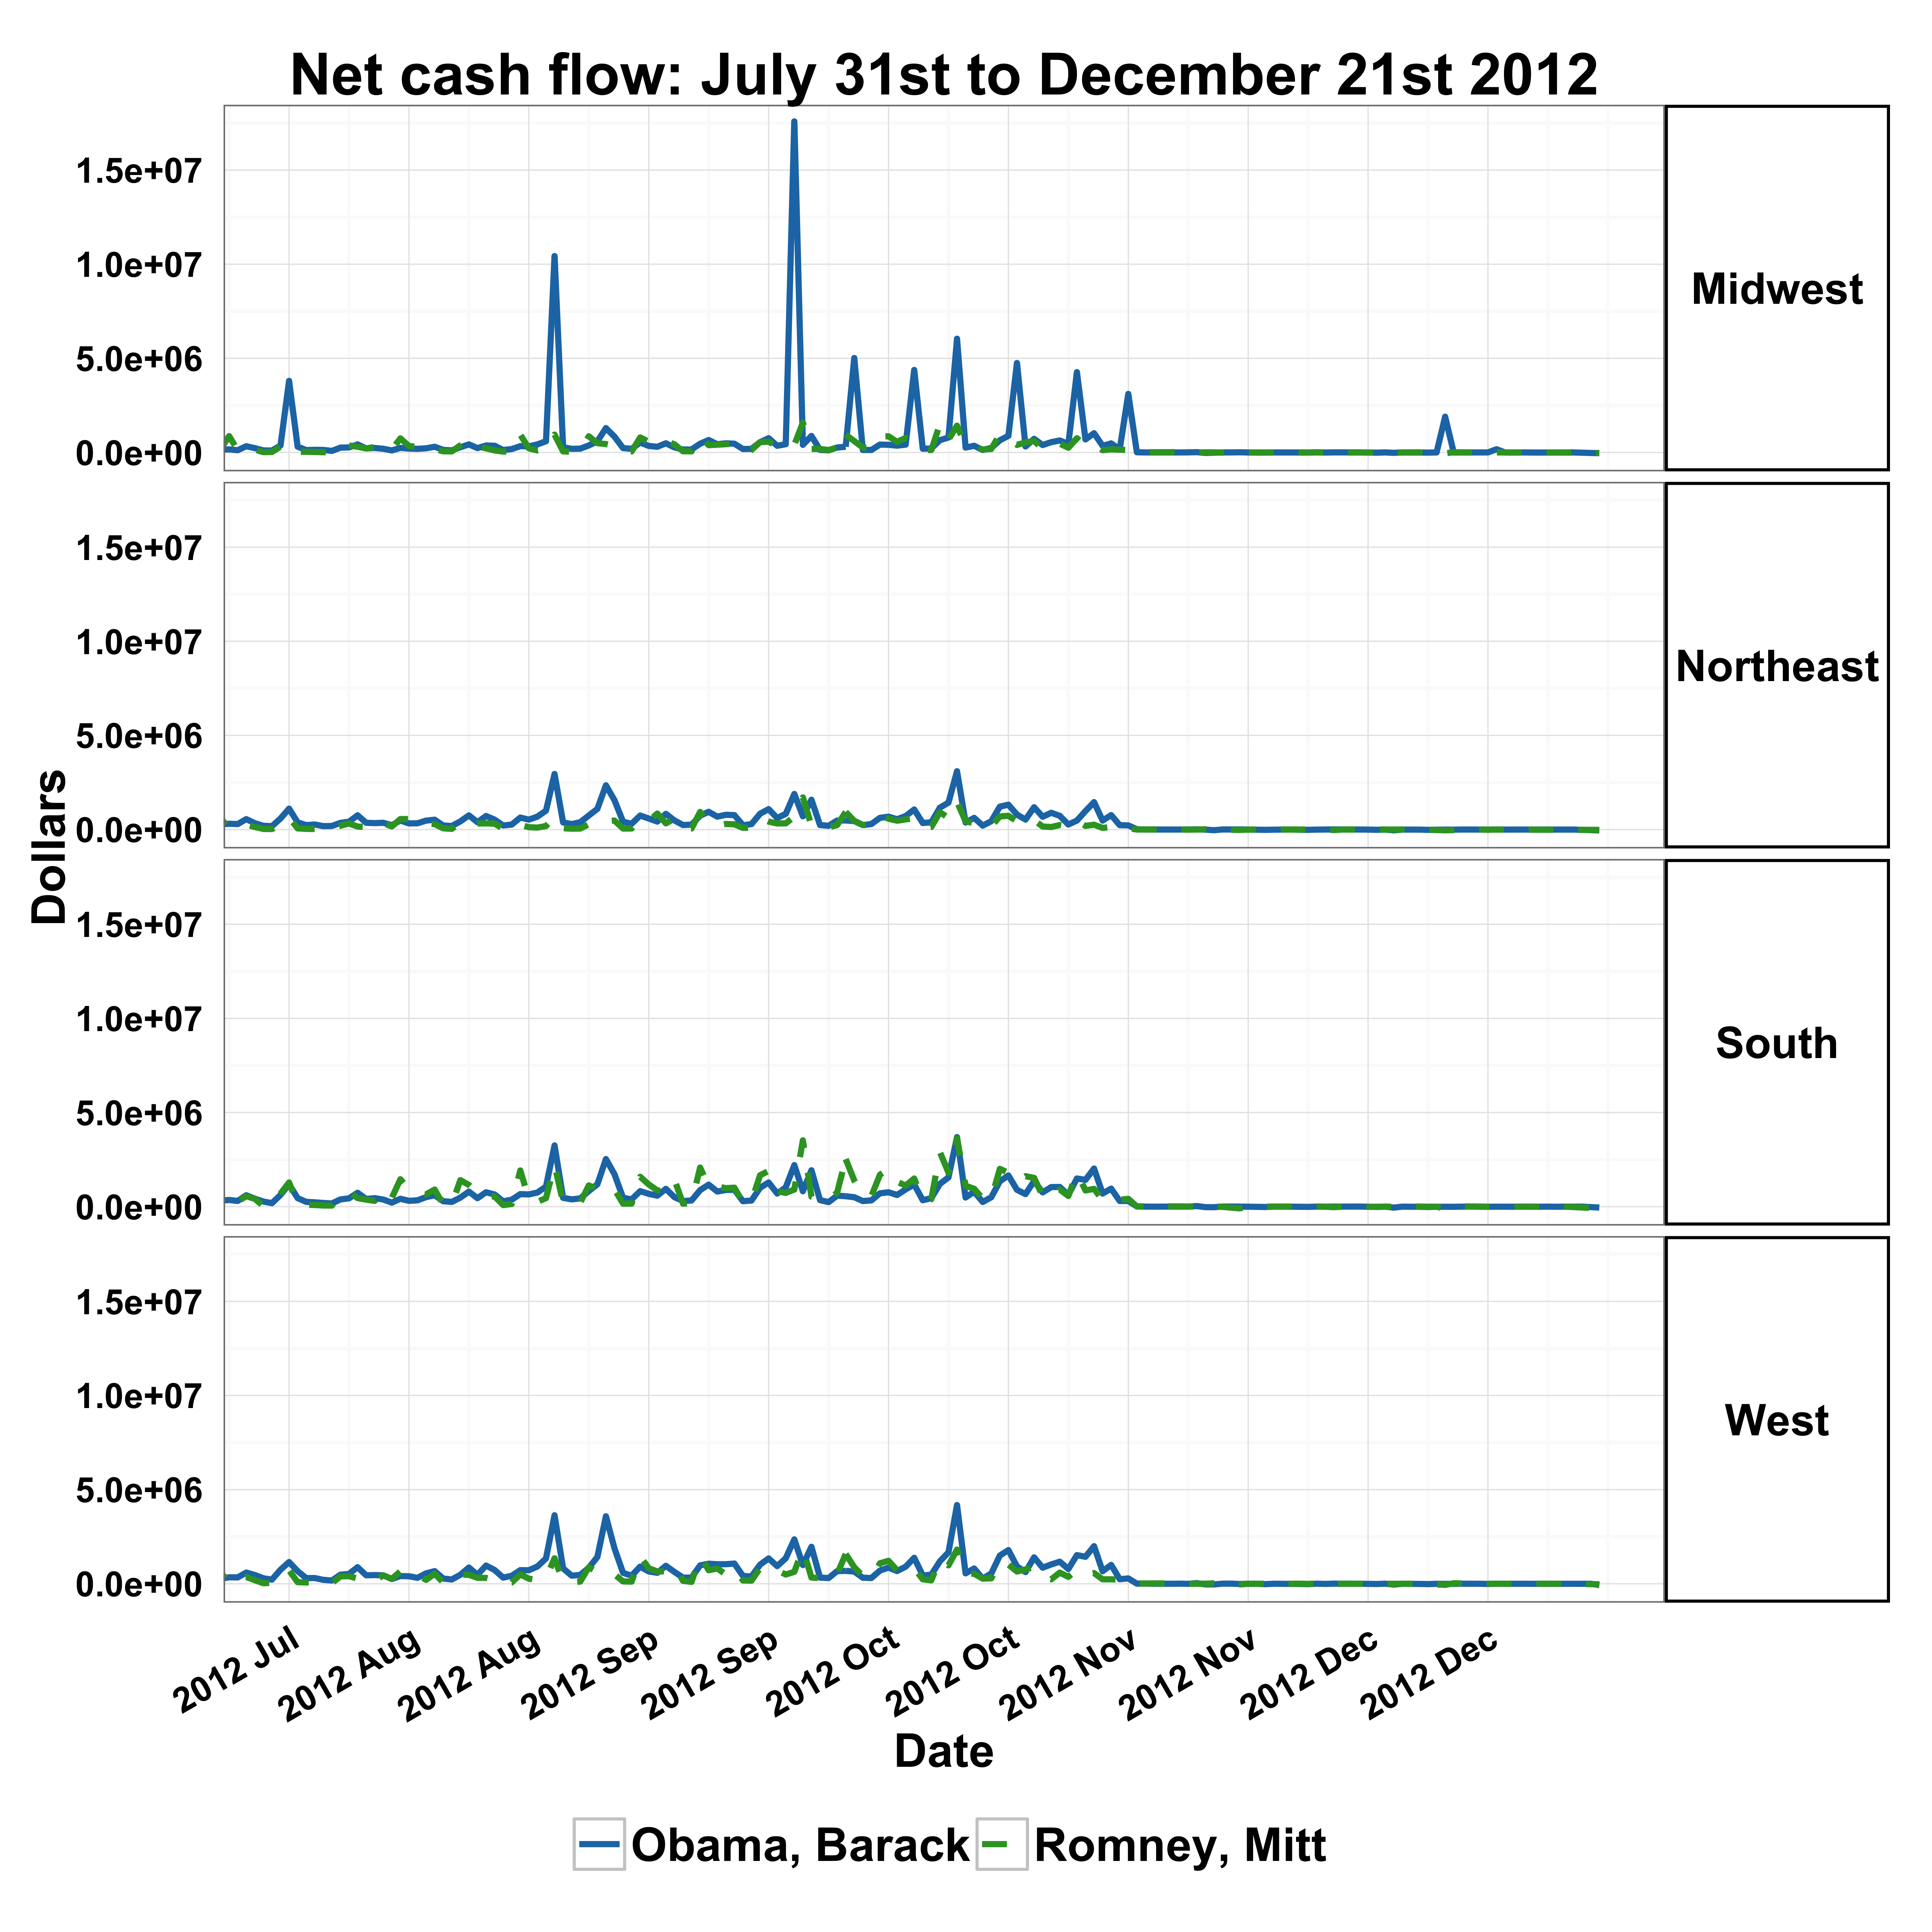 Net cash flow: July 31st to December 21st 2012
1.5e+07
1.0e+07
5.0e+06
0.0e+00
Midwest
1.5e+07
1.0e+07
5.0e+06
0.0e+00
Northeast
Dollars
1.5e+07
1.0e+07
5.0e+06
0.0e+00
South
1.5e+07
1.0e+07
5.0e+06
0.0e+00
West
2012 Jul
2012 Aug
2012 Aug
2012 Sep
2012 Sep
2012 Oct
2012 Oct
2012 Nov
2012 Nov
2012 Dec
2012 Dec
Date
Obama, Barack
Romney, Mitt